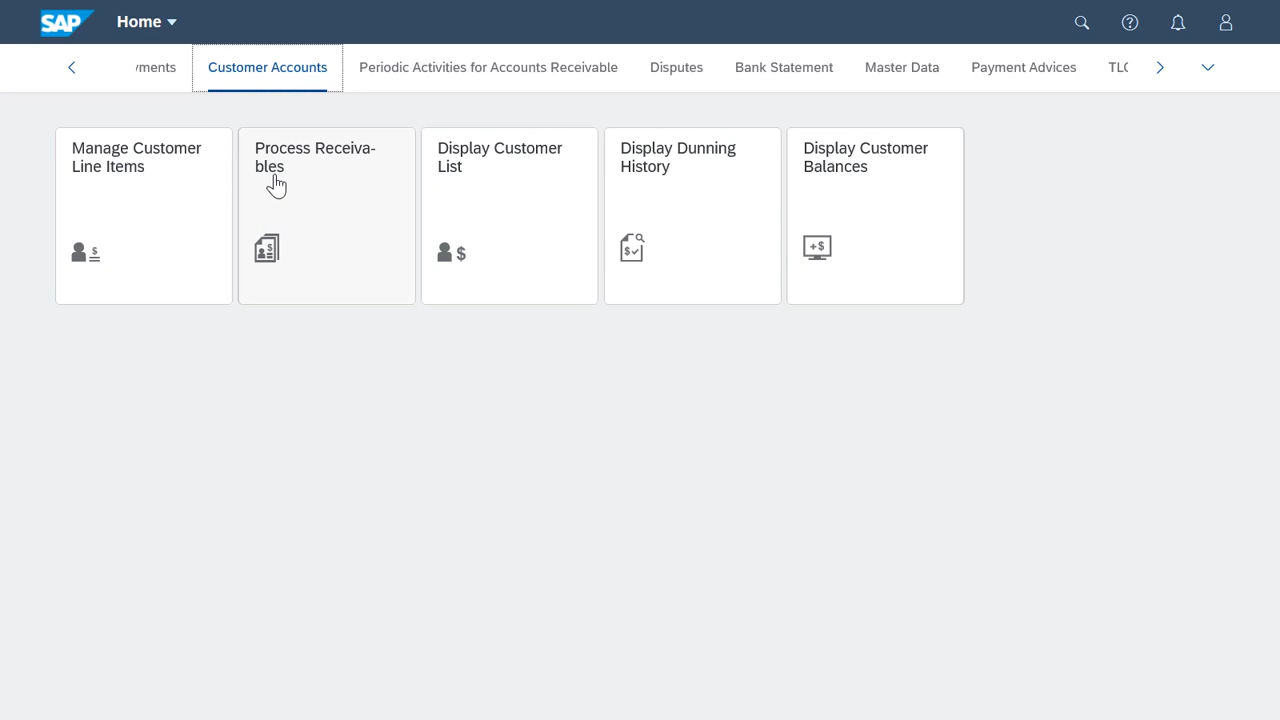 SAP Home
yments Customer Accounts Periodic Activities for Accounts Receivable Disputes Bank Statement Master Data Payment Advices TLC
Manage Customer
Line Items
Process Receiva-
bles
Display Customer
List
Display Dunning
History
Display Customer
Balances